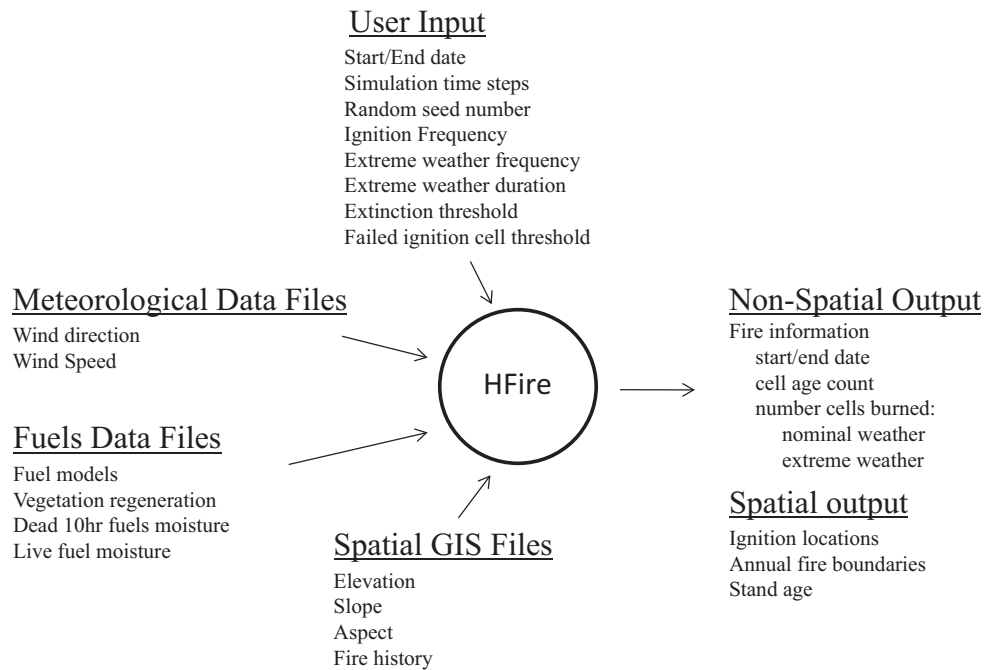 User Input
Start/End date
Simulation time steps
Random seed number
Ignition Frequency
Extreme weather frequency
Extreme weather duration
Extinction threshold
Failed ignition cell threshold
Meteorological Data Files
Wind direction
Wind Speed
Fuels Data Files
Fuel models
Vegetation regeneration
Dead 10hr fuels moisture
Live fuel moisture
HFire
Spatial GIS Files
Elevation
Slope
Aspect
Fire history
Non-Spatial Output
Fire information
start/end date
cell age count
number cells burned:
nominal weather
extreme weather
Spatial output
Ignition locations
Annual fire boundaries
Stand age